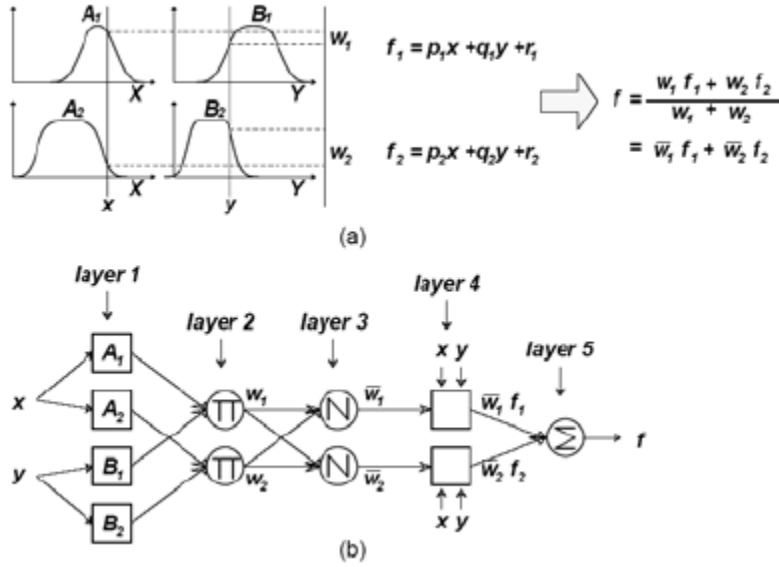 A₁ B₁
w₁ f₁ = p₁x + q₁y + r₁
X Y
f = (w₁ f₁ + w₂ f₂) / (w₁ + w₂)
A₂ B₂
= w̅₁ f₁ + w̅₂ f₂
w₂ f₂ = p₂x + q₂y + r₂
X Y
x y
(a)
layer 1 layer 4
layer 2 layer 3
x y layer 5
A₁
x A₂ ∏ w₁ N w̅₁ w̅₁ f₁
Σ f
y B₁ ∏ w₂ N w̅₂ w̅₂ f₂
B₂
x y
(b)